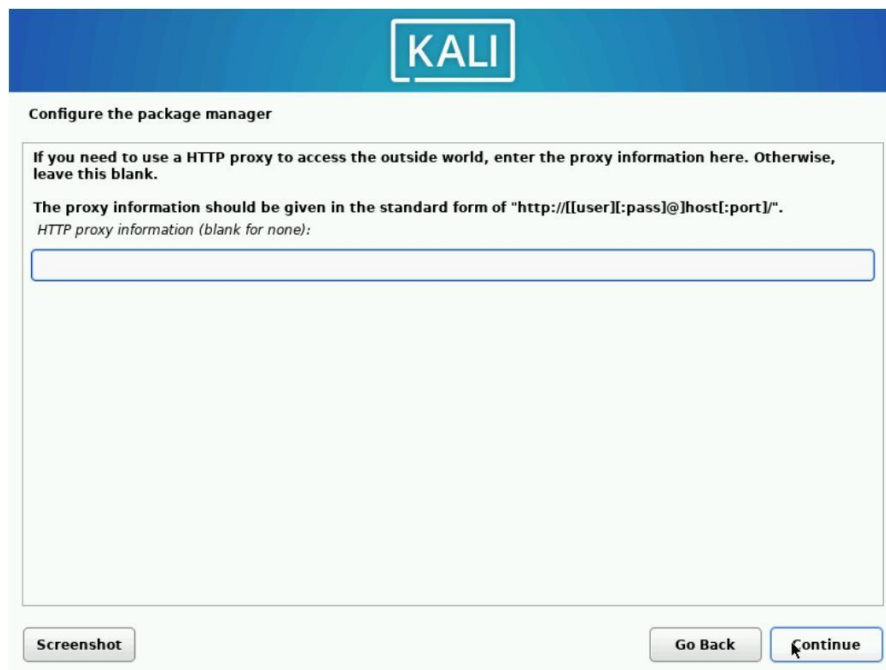 KALI
Configure the package manager
If you need to use a HTTP proxy to access the outside world, enter the proxy information here. Otherwise,
leave this blank.
The proxy information should be given in the standard form of "http://[[user][:pass]@]host[:port]/".
HTTP proxy information (blank for none):
Screenshot
Go Back
Continue